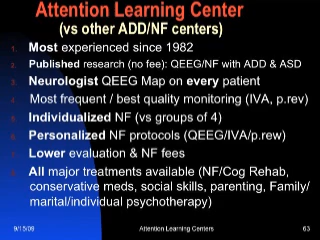 Attention Learning Center
(vs other ADD/NF centers)
1. Most experienced since 1982
2. Published research (no fee): QEEG/NF with ADD & ASD
3. Neurologist QEEG Map on every patient
4. Most frequent / best quality monitoring (IVA, p.rev)
5. Individualized NF (vs groups of 4)
6. Personalized NF protocols (QEEG/IVA/p.rew)
7. Lower evaluation & NF fees
8. All major treatments available (NF/Cog Rehab,
conservative meds, social skills, parenting, Family/
marital/individual psychotherapy)
9/15/09 Attention Learning Centers 63